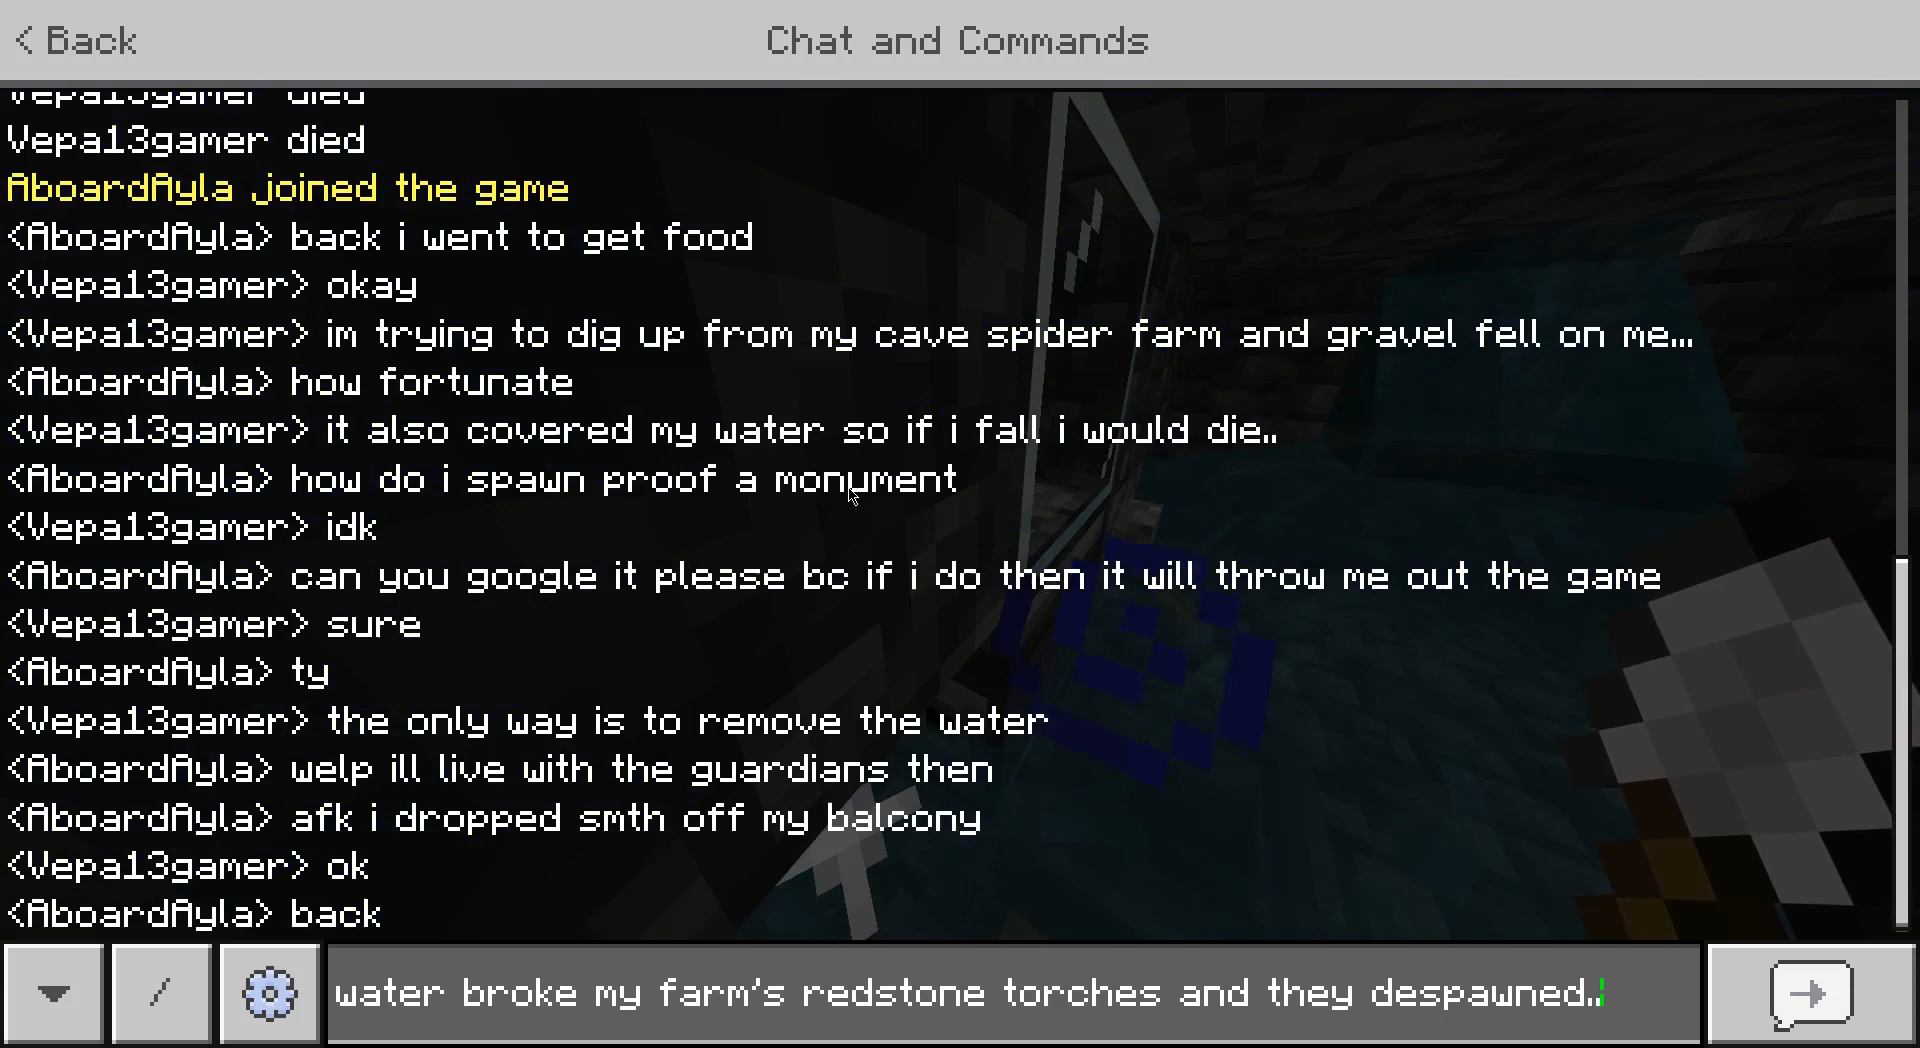 < Back
Chat and Commands
Vepa13gamer died
Vepa13gamer died
AboardAyla joined the game
<AboardAyla> back i went to get food
<Vepa13gamer> okay
<Vepa13gamer> im trying to dig up from my cave spider farm and gravel fell on me...
<AboardAyla> how fortunate
<Vepa13gamer> it also covered my water so if i fall i would die..
<AboardAyla> how do i spawn proof a monument
<Vepa13gamer> idk
<AboardAyla> can you google it please bc if i do then it will throw me out the game
<Vepa13gamer> sure
<AboardAyla> ty
<Vepa13gamer> the only way is to remove the water
<AboardAyla> welp ill live with the guardians then
<AboardAyla> afk i dropped smth off my balcony
<Vepa13gamer> ok
<AboardAyla> back
/
water broke my farm's redstone torches and they despawned..